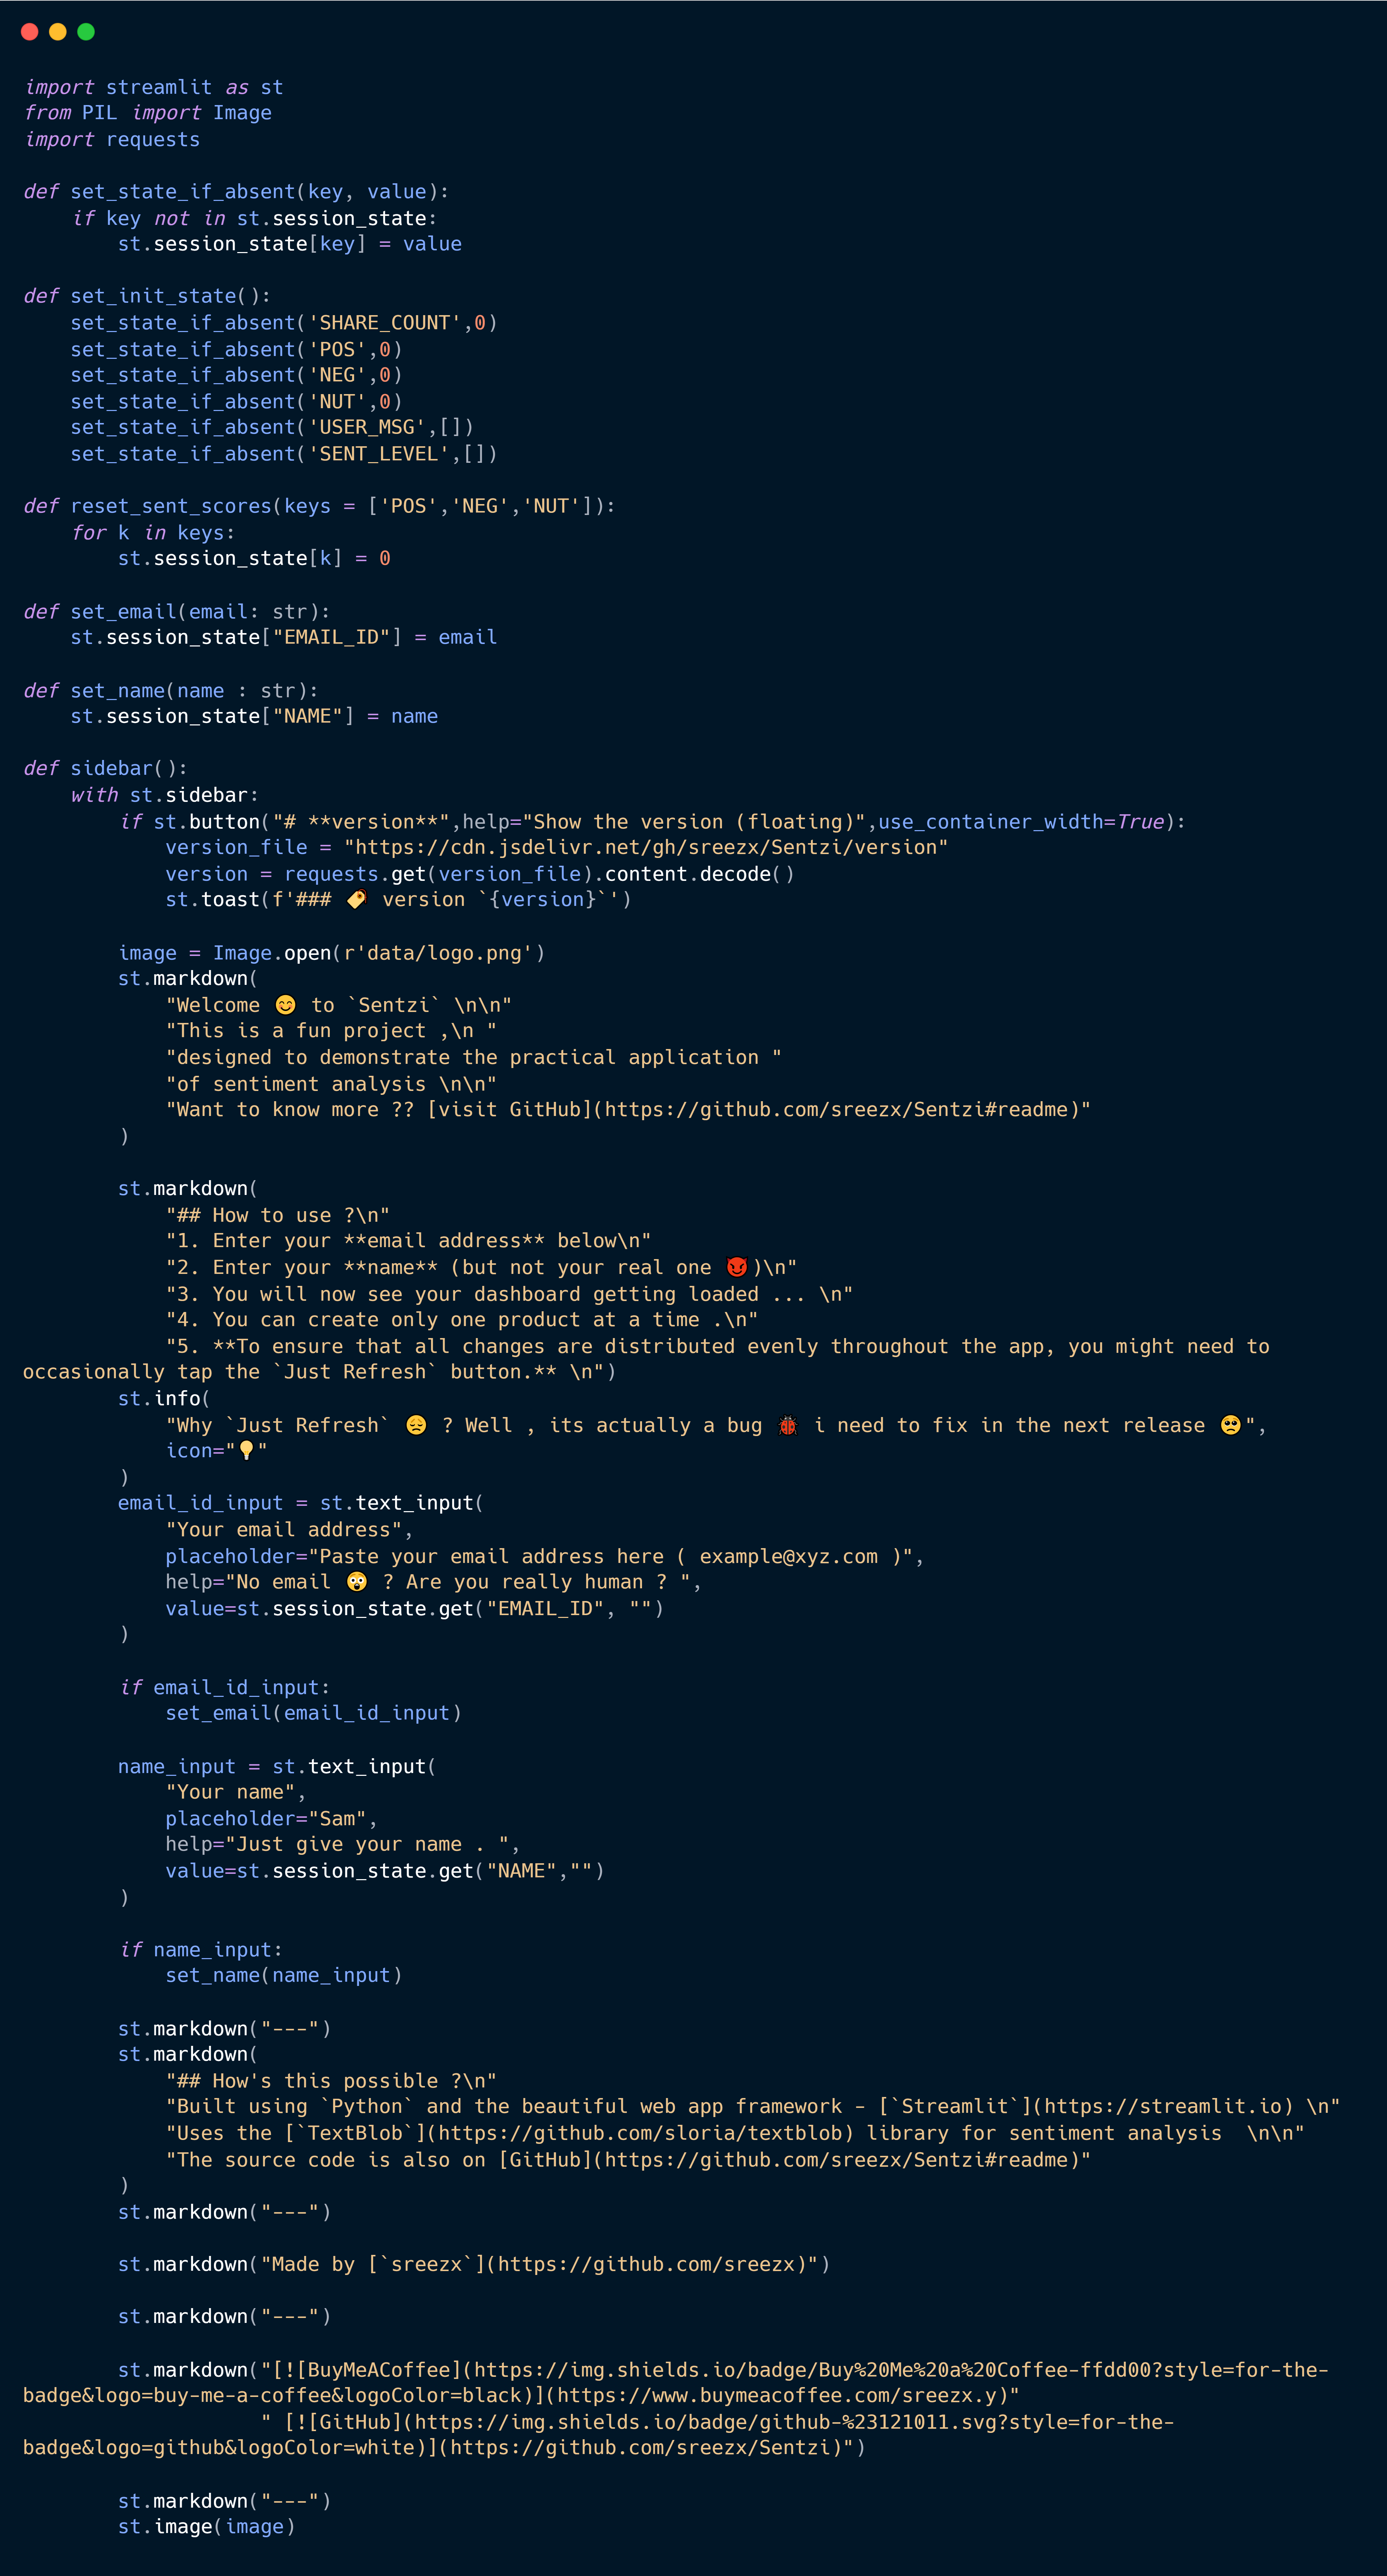 import streamlit as st
from PIL import Image
import requests

def set_state_if_absent(key, value):
    if key not in st.session_state:
        st.session_state[key] = value

def set_init_state():
    set_state_if_absent('SHARE_COUNT',0)
    set_state_if_absent('POS',0)
    set_state_if_absent('NEG',0)
    set_state_if_absent('NUT',0)
    set_state_if_absent('USER_MSG',[])
    set_state_if_absent('SENT_LEVEL',[])

def reset_sent_scores(keys = ['POS','NEG','NUT']):
    for k in keys:
        st.session_state[k] = 0

def set_email(email: str):
    st.session_state["EMAIL_ID"] = email

def set_name(name : str):
    st.session_state["NAME"] = name

def sidebar():
    with st.sidebar:
        if st.button("# **version**",help="Show the version (floating)",use_container_width=True):
            version_file = "https://cdn.jsdelivr.net/gh/sreezx/Sentzi/version"
            version = requests.get(version_file).content.decode()
            st.toast(f'### 🏷️ version `{version}`')

        image = Image.open(r'data/logo.png')
        st.markdown(
            "Welcome 😊 to `Sentzi` \n\n"
            "This is a fun project ,\n "
            "designed to demonstrate the practical application "
            "of sentiment analysis \n\n"
            "Want to know more ?? [visit GitHub](https://github.com/sreezx/Sentzi#readme)"
        )

        st.markdown(
            "## How to use ?\n"
            "1. Enter your **email address** below\n"
            "2. Enter your **name** (but not your real one 😈)\n"
            "3. You will now see your dashboard getting loaded ... \n"
            "4. You can create only one product at a time .\n"
            "5. **To ensure that all changes are distributed evenly throughout the app, you might need to
occasionally tap the `Just Refresh` button.** \n")
        st.info(
            "Why `Just Refresh` 😔 ? Well , its actually a bug 🐞 i need to fix in the next release 🥺",
            icon="💡"
        )
        email_id_input = st.text_input(
            "Your email address",
            placeholder="Paste your email address here ( example@xyz.com )",
            help="No email 😲 ? Are you really human ? ",
            value=st.session_state.get("EMAIL_ID", "")
        )

        if email_id_input:
            set_email(email_id_input)

        name_input = st.text_input(
            "Your name",
            placeholder="Sam",
            help="Just give your name . ",
            value=st.session_state.get("NAME","")
        )

        if name_input:
            set_name(name_input)

        st.markdown("---")
        st.markdown(
            "## How's this possible ?\n"
            "Built using `Python` and the beautiful web app framework - [`Streamlit`](https://streamlit.io) \n"
            "Uses the [`TextBlob`](https://github.com/sloria/textblob) library for sentiment analysis  \n\n"
            "The source code is also on [GitHub](https://github.com/sreezx/Sentzi#readme)"
        )
        st.markdown("---")

        st.markdown("Made by [`sreezx`](https://github.com/sreezx)")

        st.markdown("---")

        st.markdown("[![BuyMeACoffee](https://img.shields.io/badge/Buy%20Me%20a%20Coffee-ffdd00?style=for-the-
badge&logo=buy-me-a-coffee&logoColor=black)](https://www.buymeacoffee.com/sreezx.y)"
                    " [![GitHub](https://img.shields.io/badge/github-%23121011.svg?style=for-the-
badge&logo=github&logoColor=white)](https://github.com/sreezx/Sentzi)")

        st.markdown("---")
        st.image(image)